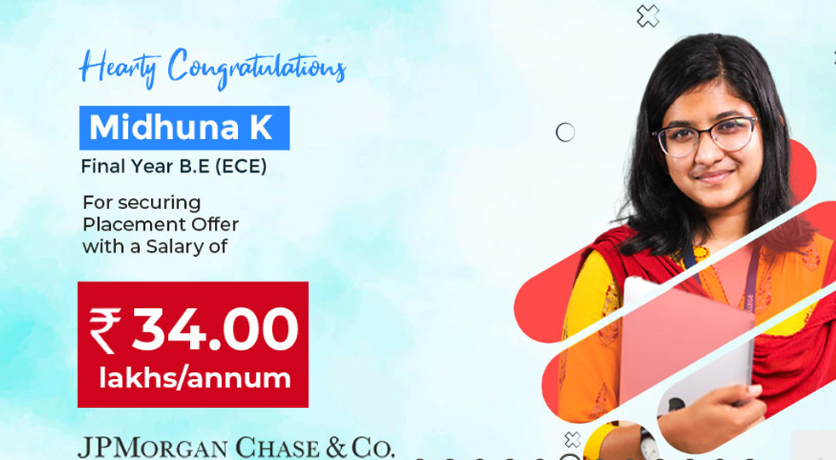 Hearty Congratulations
Midhuna K
Final Year B.E (ECE)
For securing
Placement Offer
with a Salary of
₹ 34.00
lakhs/annum
JPMORGAN CHASE & CO.